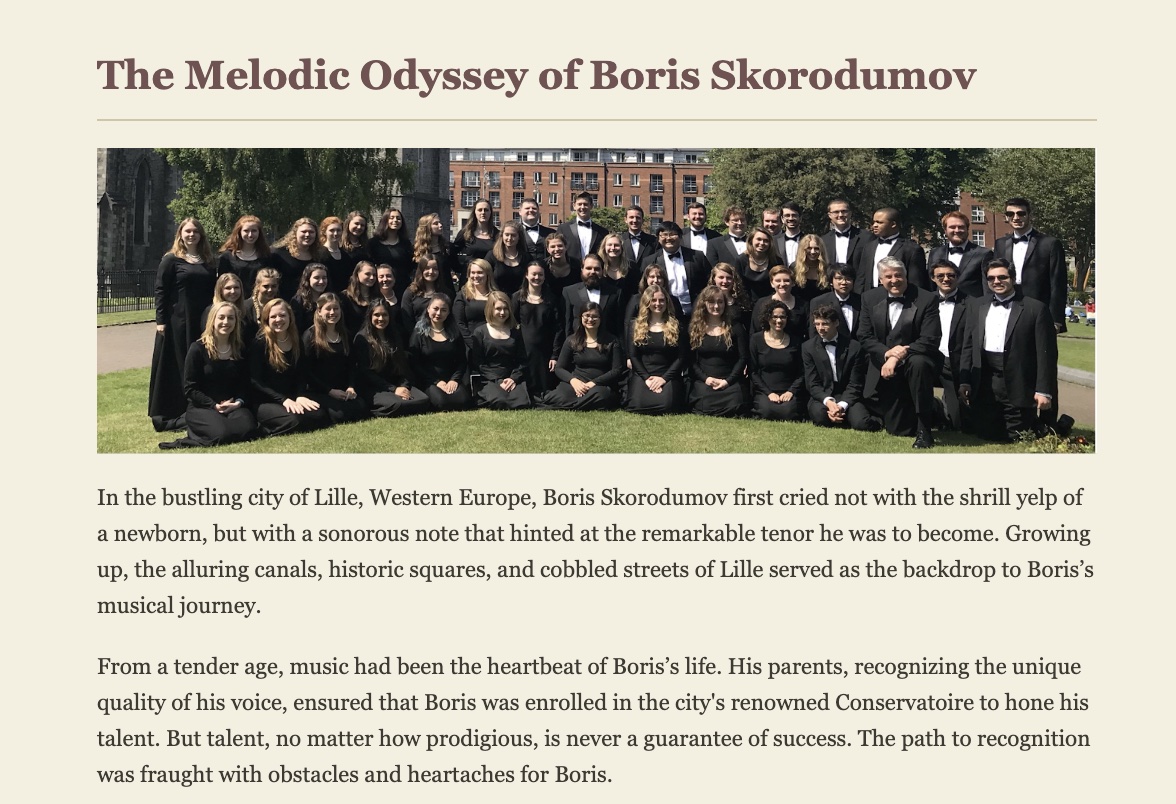 The Melodic Odyssey of Boris Skorodumov
In the bustling city of Lille, Western Europe, Boris Skorodumov first cried not with the shrill yelp of
a newborn, but with a sonorous note that hinted at the remarkable tenor he was to become. Growing
up, the alluring canals, historic squares, and cobbled streets of Lille served as the backdrop to Boris’s
musical journey.
From a tender age, music had been the heartbeat of Boris’s life. His parents, recognizing the unique
quality of his voice, ensured that Boris was enrolled in the city's renowned Conservatoire to hone his
talent. But talent, no matter how prodigious, is never a guarantee of success. The path to recognition
was fraught with obstacles and heartaches for Boris.